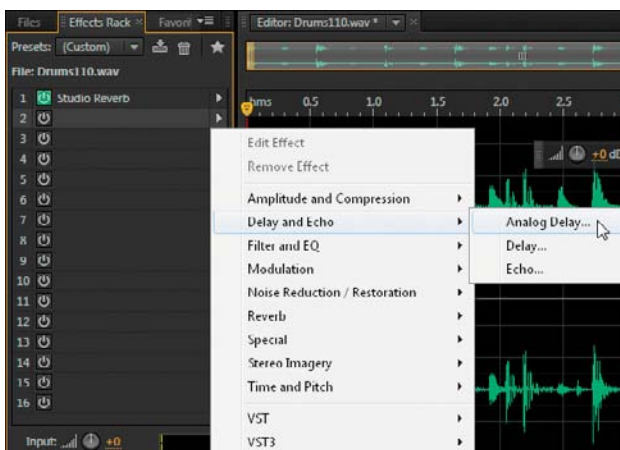 Files Effects Rack × Favori
Editor: Drums110.wav * ×
Presets: (Custom)
File: Drums110.wav
1 Studio Reverb
hms 0.5 1.0 1.5 2.0 2.5
2
3
Edit Effect
+0 dB
4
Remove Effect
5
6
Amplitude and Compression
7
Delay and Echo
Analog Delay...
8
Filter and EQ
Delay...
9
Modulation
Echo...
10
11
Noise Reduction / Restoration
12
Reverb
13
Special
14
Stereo Imagery
15
Time and Pitch
16
VST
Input: +0
VST3